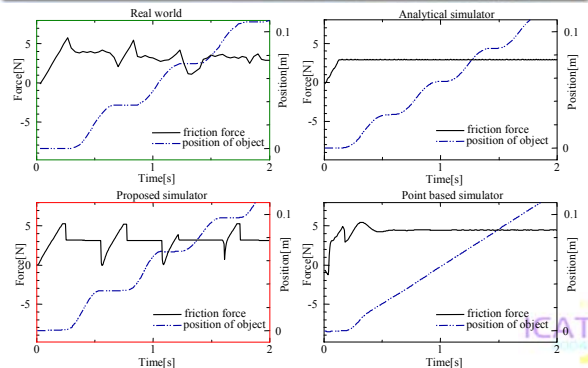 Real world
5
0
-5
Force[N]
0.1
0
Position[m]
friction force
position of object
0
1
2
Time[s]
Analytical simulator
5
0
-5
Force[N]
0.1
0
Position[m]
friction force
position of object
0
1
2
Time[s]
Proposed simulator
5
0
-5
Force[N]
0.1
0
Position[m]
friction force
position of object
0
1
2
Time[s]
Point based simulator
5
0
-5
Force[N]
0.1
0
Position[m]
friction force
position of object
0
1
2
Time[s]
ICAT
2004